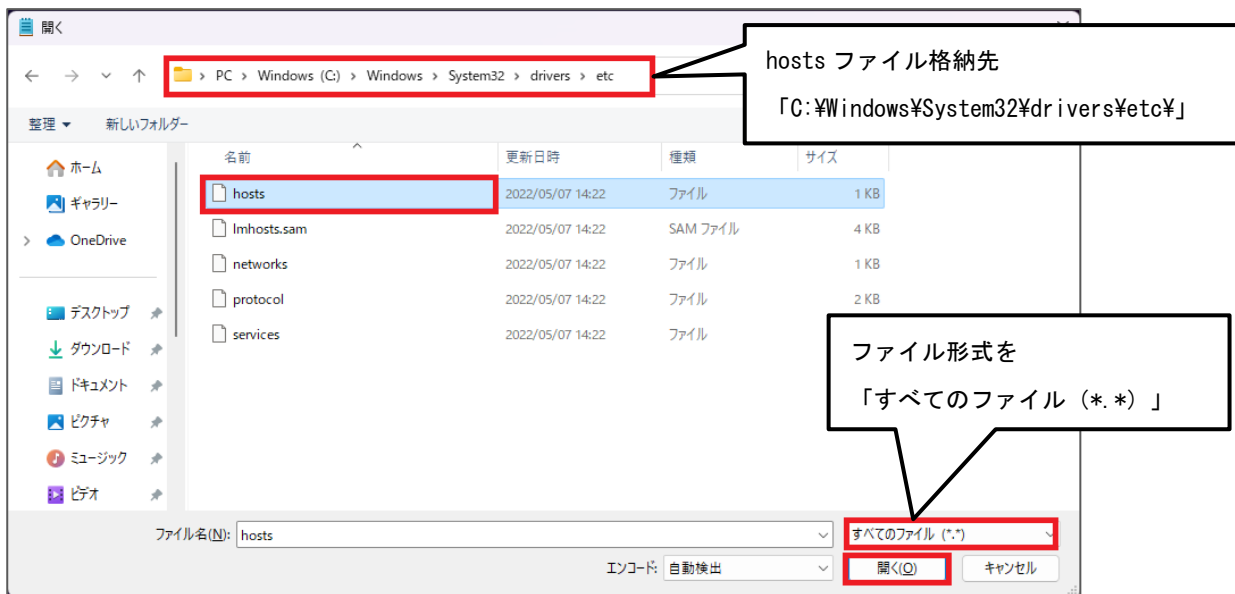 開く
hosts ファイル格納先
「C:¥Windows¥System32¥drivers¥etc¥」
PC > Windows (C:) > Windows > System32 > drivers > etc
整理 新しいフォルダー
名前 更新日時 種類 サイズ
ホーム
ギャラリー
OneDrive
デスクトップ
ダウンロード
ドキュメント
ピクチャ
ミュージック
ビデオ
hosts 2022/05/07 14:22 ファイル 1 KB
lmhosts.sam 2022/05/07 14:22 SAM ファイル 4 KB
networks 2022/05/07 14:22 ファイル 1 KB
protocol 2022/05/07 14:22 ファイル 2 KB
services 2022/05/07 14:22 ファイル
ファイル形式を
「すべてのファイル (*.*) 」
ファイル名(N): hosts すべてのファイル (*.*)
エンコード: 自動検出 開く(O) キャンセル